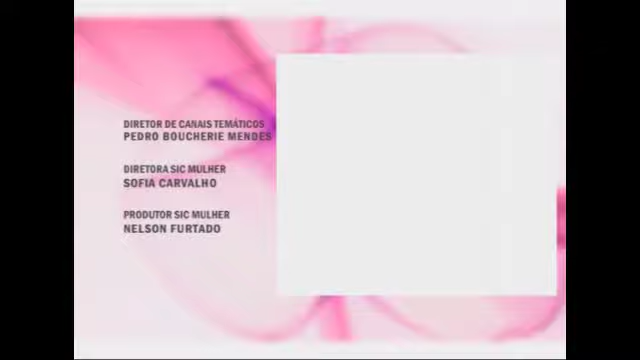 DIRETOR DE CANAIS TEMÁTICOS
PEDRO BOUCHERIE MENDES
DIRETORA SIC MULHER
SOFIA CARVALHO
PRODUTOR SIC MULHER
NELSON FURTADO